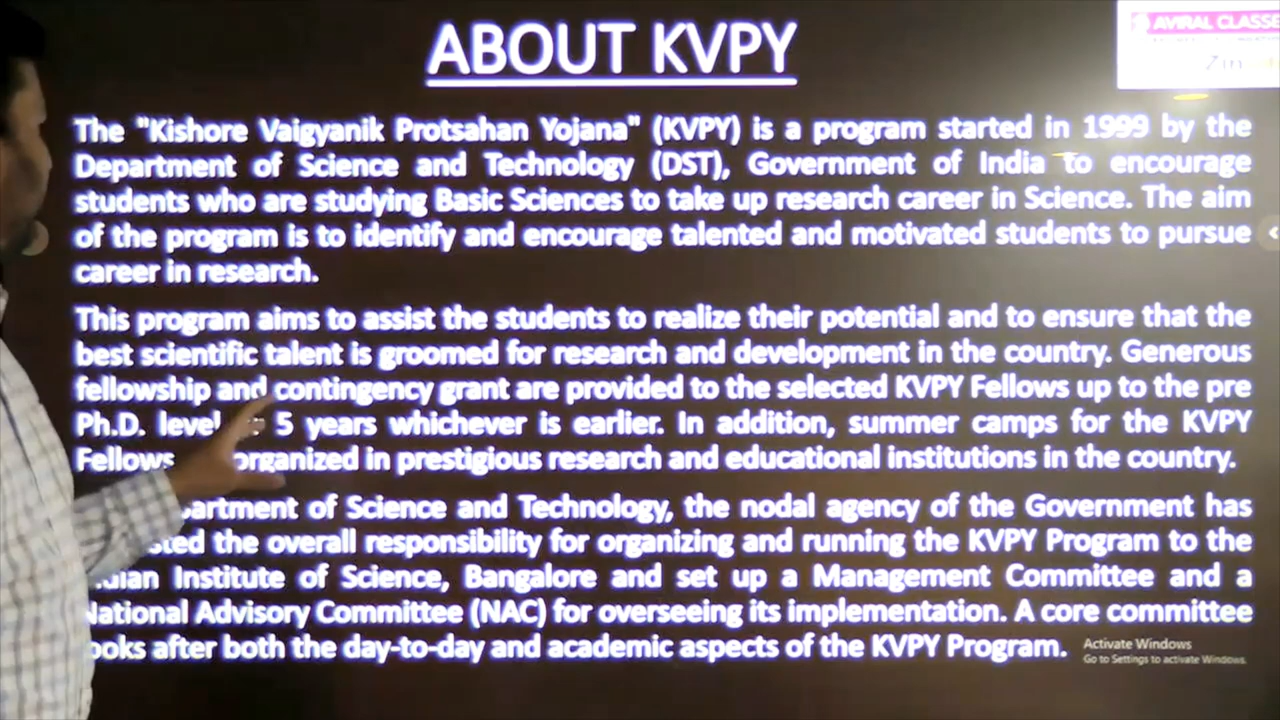 ABOUT KVPY
AVIRAL CLASSE
The "Kishore Vaigyanik Protsahan Yojana" (KVPY) is a program started in 1999 by the
Department of Science and Technology (DST), Government of India to encourage
students who are studying Basic Sciences to take up research career in Science. The aim
of the program is to identify and encourage talented and motivated students to pursue
career in research.
This program aims to assist the students to realize their potential and to ensure that the
best scientific talent is groomed for research and development in the country. Generous
fellowship and contingency grant are provided to the selected KVPY Fellows up to the pre
Ph.D. level 5 years whichever is earlier. In addition, summer camps for the KVPY
Fellows organized in prestigious research and educational institutions in the country.
artment of Science and Technology, the nodal agency of the Government has
sted the overall responsibility for organizing and running the KVPY Program to the
Indian Institute of Science, Bangalore and set up a Management Committee and a
National Advisory Committee (NAC) for overseeing its implementation. A core committee
ooks after both the day-to-day and academic aspects of the KVPY Program.
Activate Windows
Go to Settings to activate Windows.